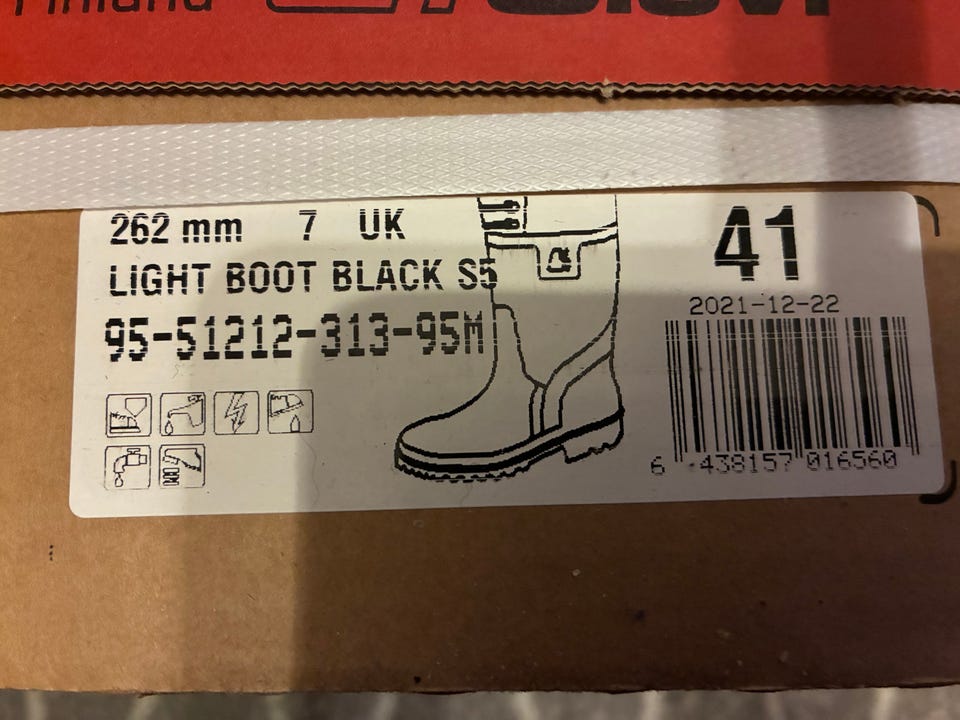 Finland
262 mm 7 UK
LIGHT BOOT BLACK S5
95-51212-313-95M
41
2021-12-22
6 438157 016560